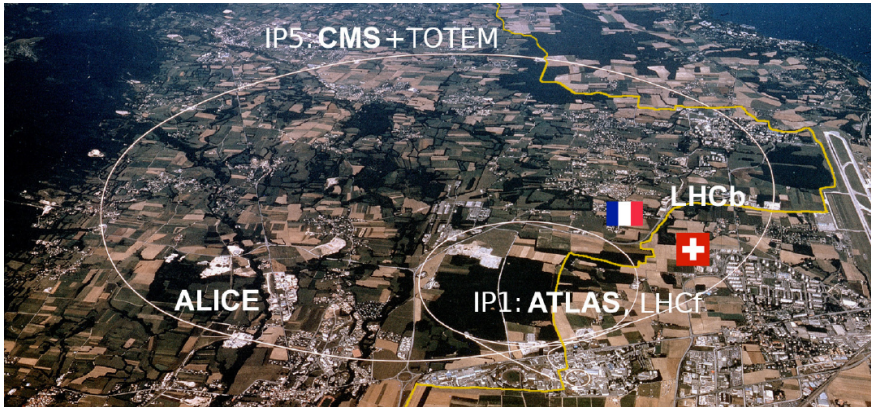 IP5: CMS + TOTEM
LHCb
ALICE
IP1: ATLAS, LHCf